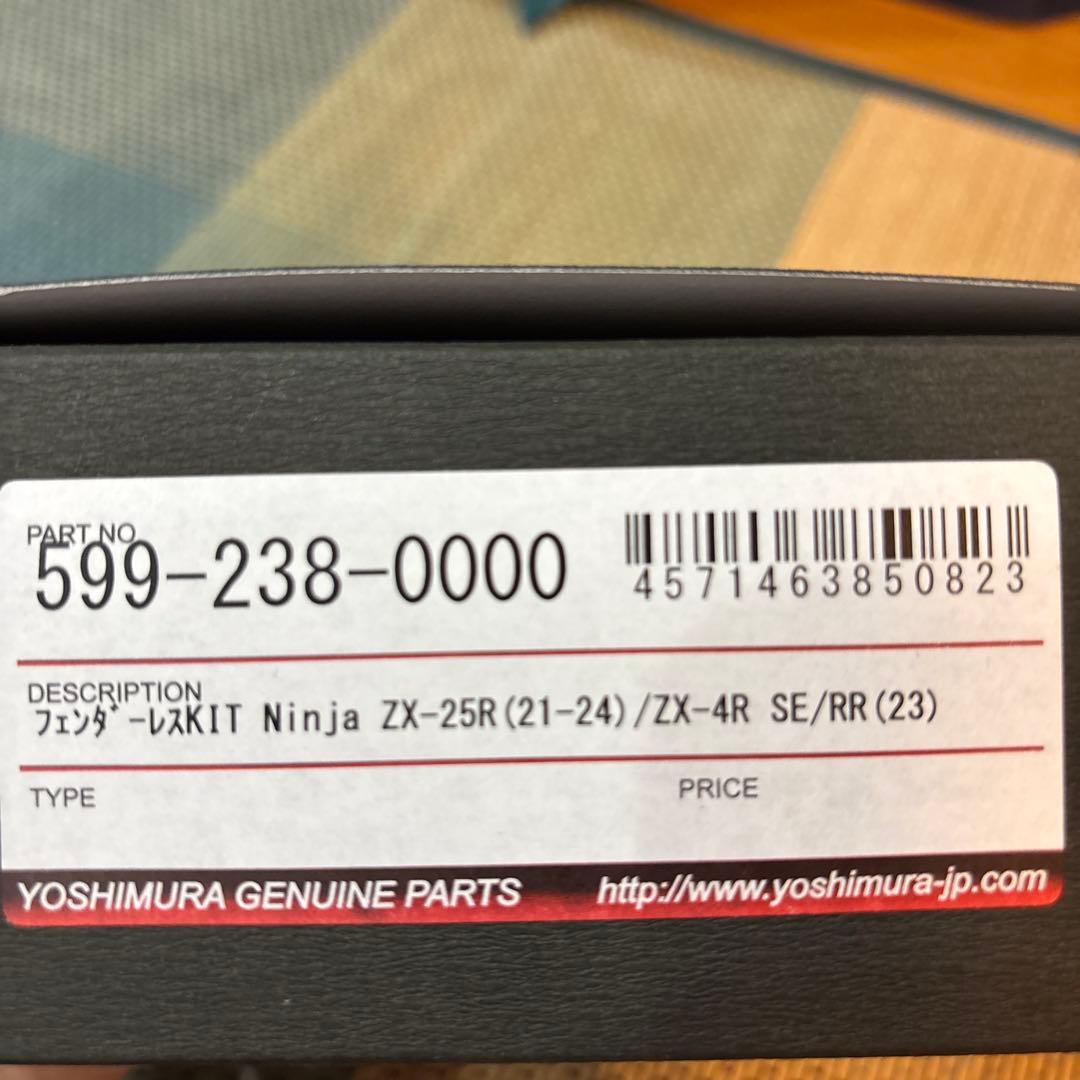 PART NO
599-238-0000
4571463850823
DESCRIPTION
ﾌｪﾝﾀﾞｰﾚｽKIT Ninja ZX-25R(21-24)/ZX-4R SE/RR(23)
TYPE
PRICE
YOSHIMURA GENUINE PARTS
http://www.yoshimura-jp.com